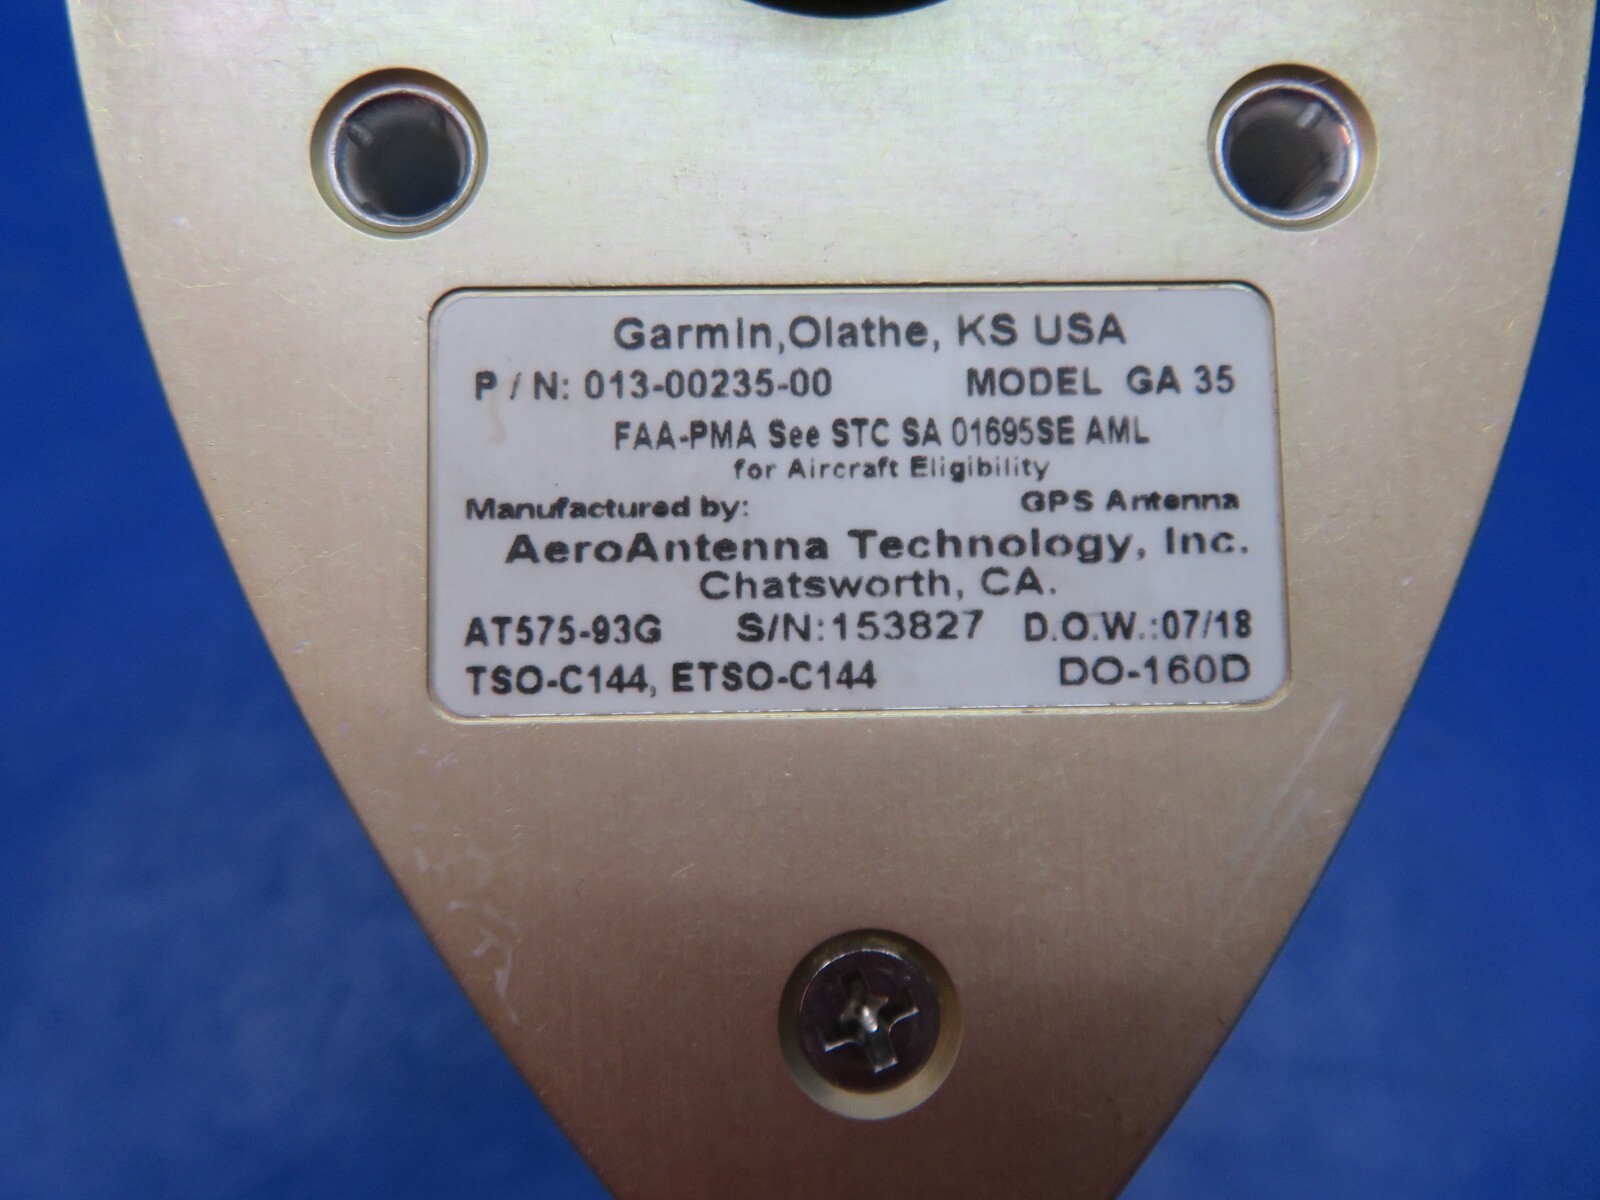 Garmin,Olathe, KS USA
P / N: 013-00235-00 MODEL GA 35
FAA-PMA See STC SA 01695SE AML
for Aircraft Eligibility
Manufactured by: GPS Antenna
AeroAntenna Technology, Inc.
Chatsworth, CA.
AT575-93G S/N:153827 D.O.W.:07/18
TSO-C144, ETSO-C144 DO-160D